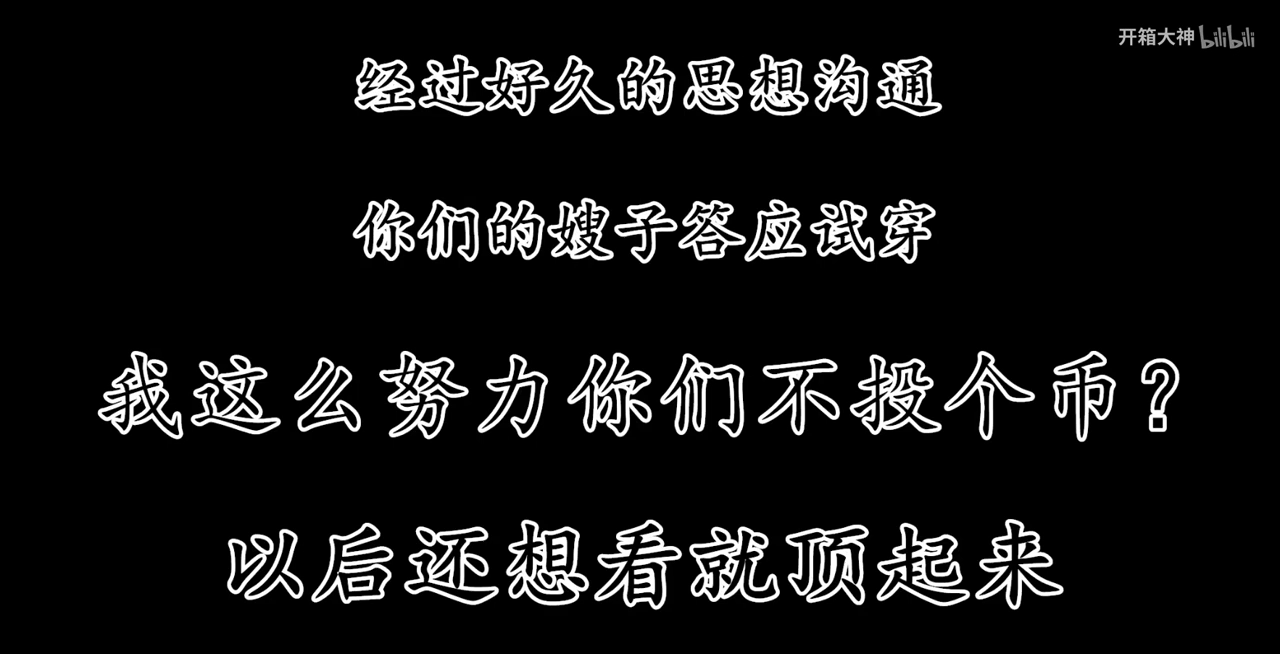 开箱大神 bilibili
经过好久的思想沟通
你们的嫂子答应试穿
我这么努力你们不投个币？
以后还想看就顶起来